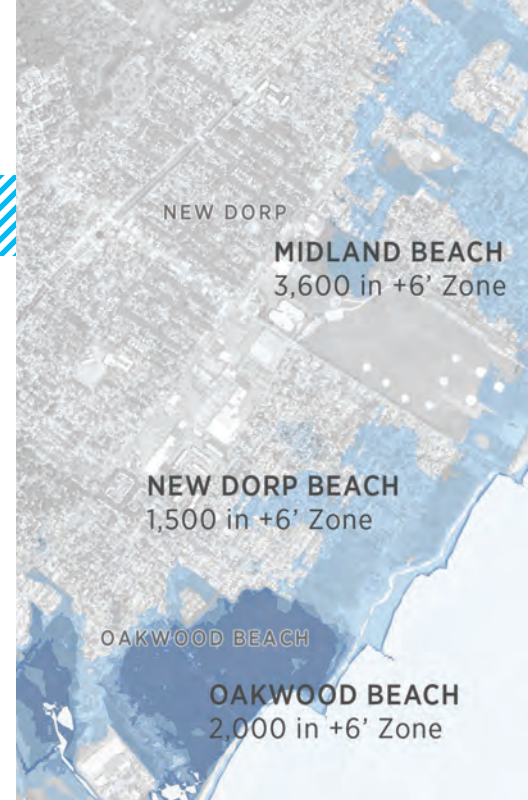 NEW DORP
MIDLAND BEACH
3,600 in +6’ Zone
NEW DORP BEACH
1,500 in +6’ Zone
OAKWOOD BEACH
OAKWOOD BEACH
2,000 in +6’ Zone